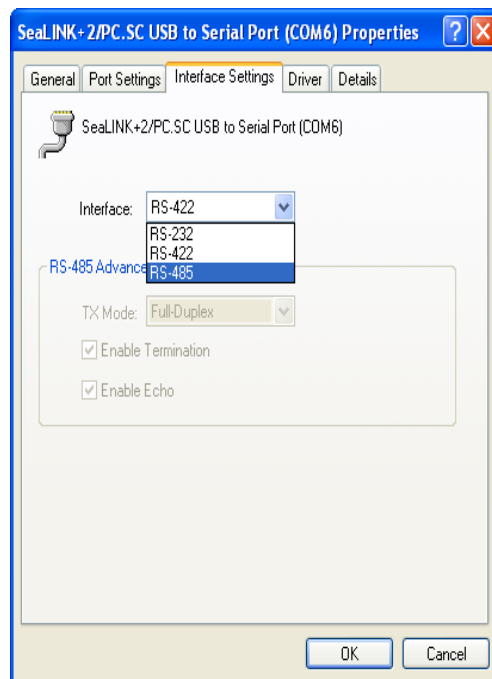 SeaLINK+2/PC.SC USB to Serial Port (COM6) Properties ? X
General Port Settings Interface Settings Driver Details
SeaLINK+2/PC.SC USB to Serial Port (COM6)
Interface: RS-422
RS-232
RS-422
RS-485
RS-485 Advance
TX Mode: Full-Duplex
Enable Termination
Enable Echo
OK Cancel